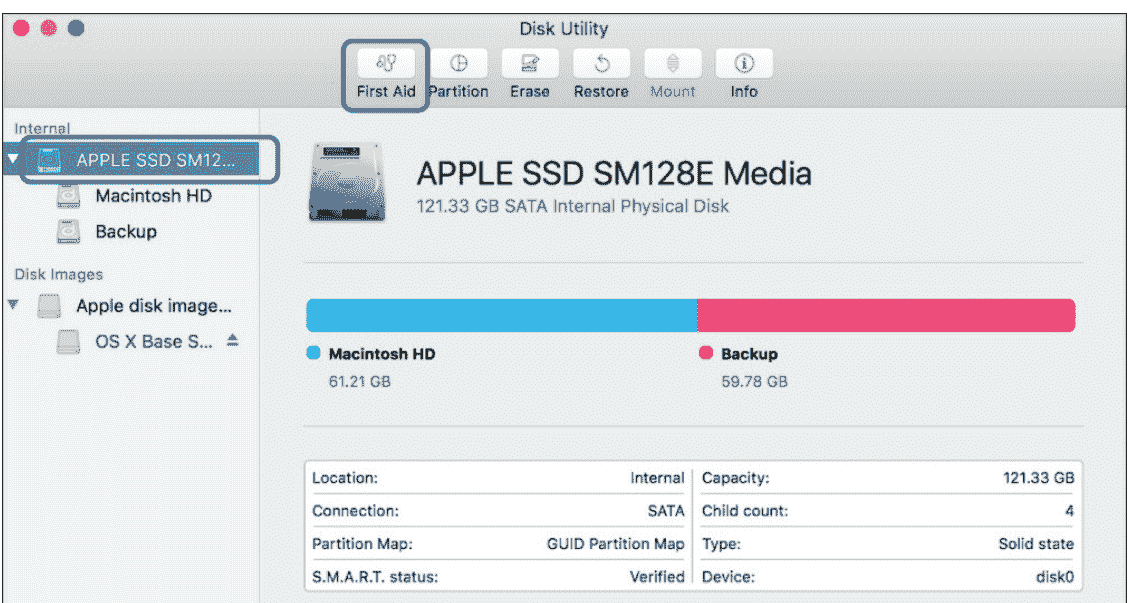 Disk Utility
First Aid Partition Erase Restore Mount Info
Internal
APPLE SSD SM12...
Macintosh HD
Backup
Disk Images
Apple disk image...
OS X Base S...
APPLE SSD SM128E Media
121.33 GB SATA Internal Physical Disk
Macintosh HD
61.21 GB
Backup
59.78 GB
Location: Internal
Connection: SATA
Partition Map: GUID Partition Map
S.M.A.R.T. status: Verified
Capacity: 121.33 GB
Child count: 4
Type: Solid state
Device: disk0